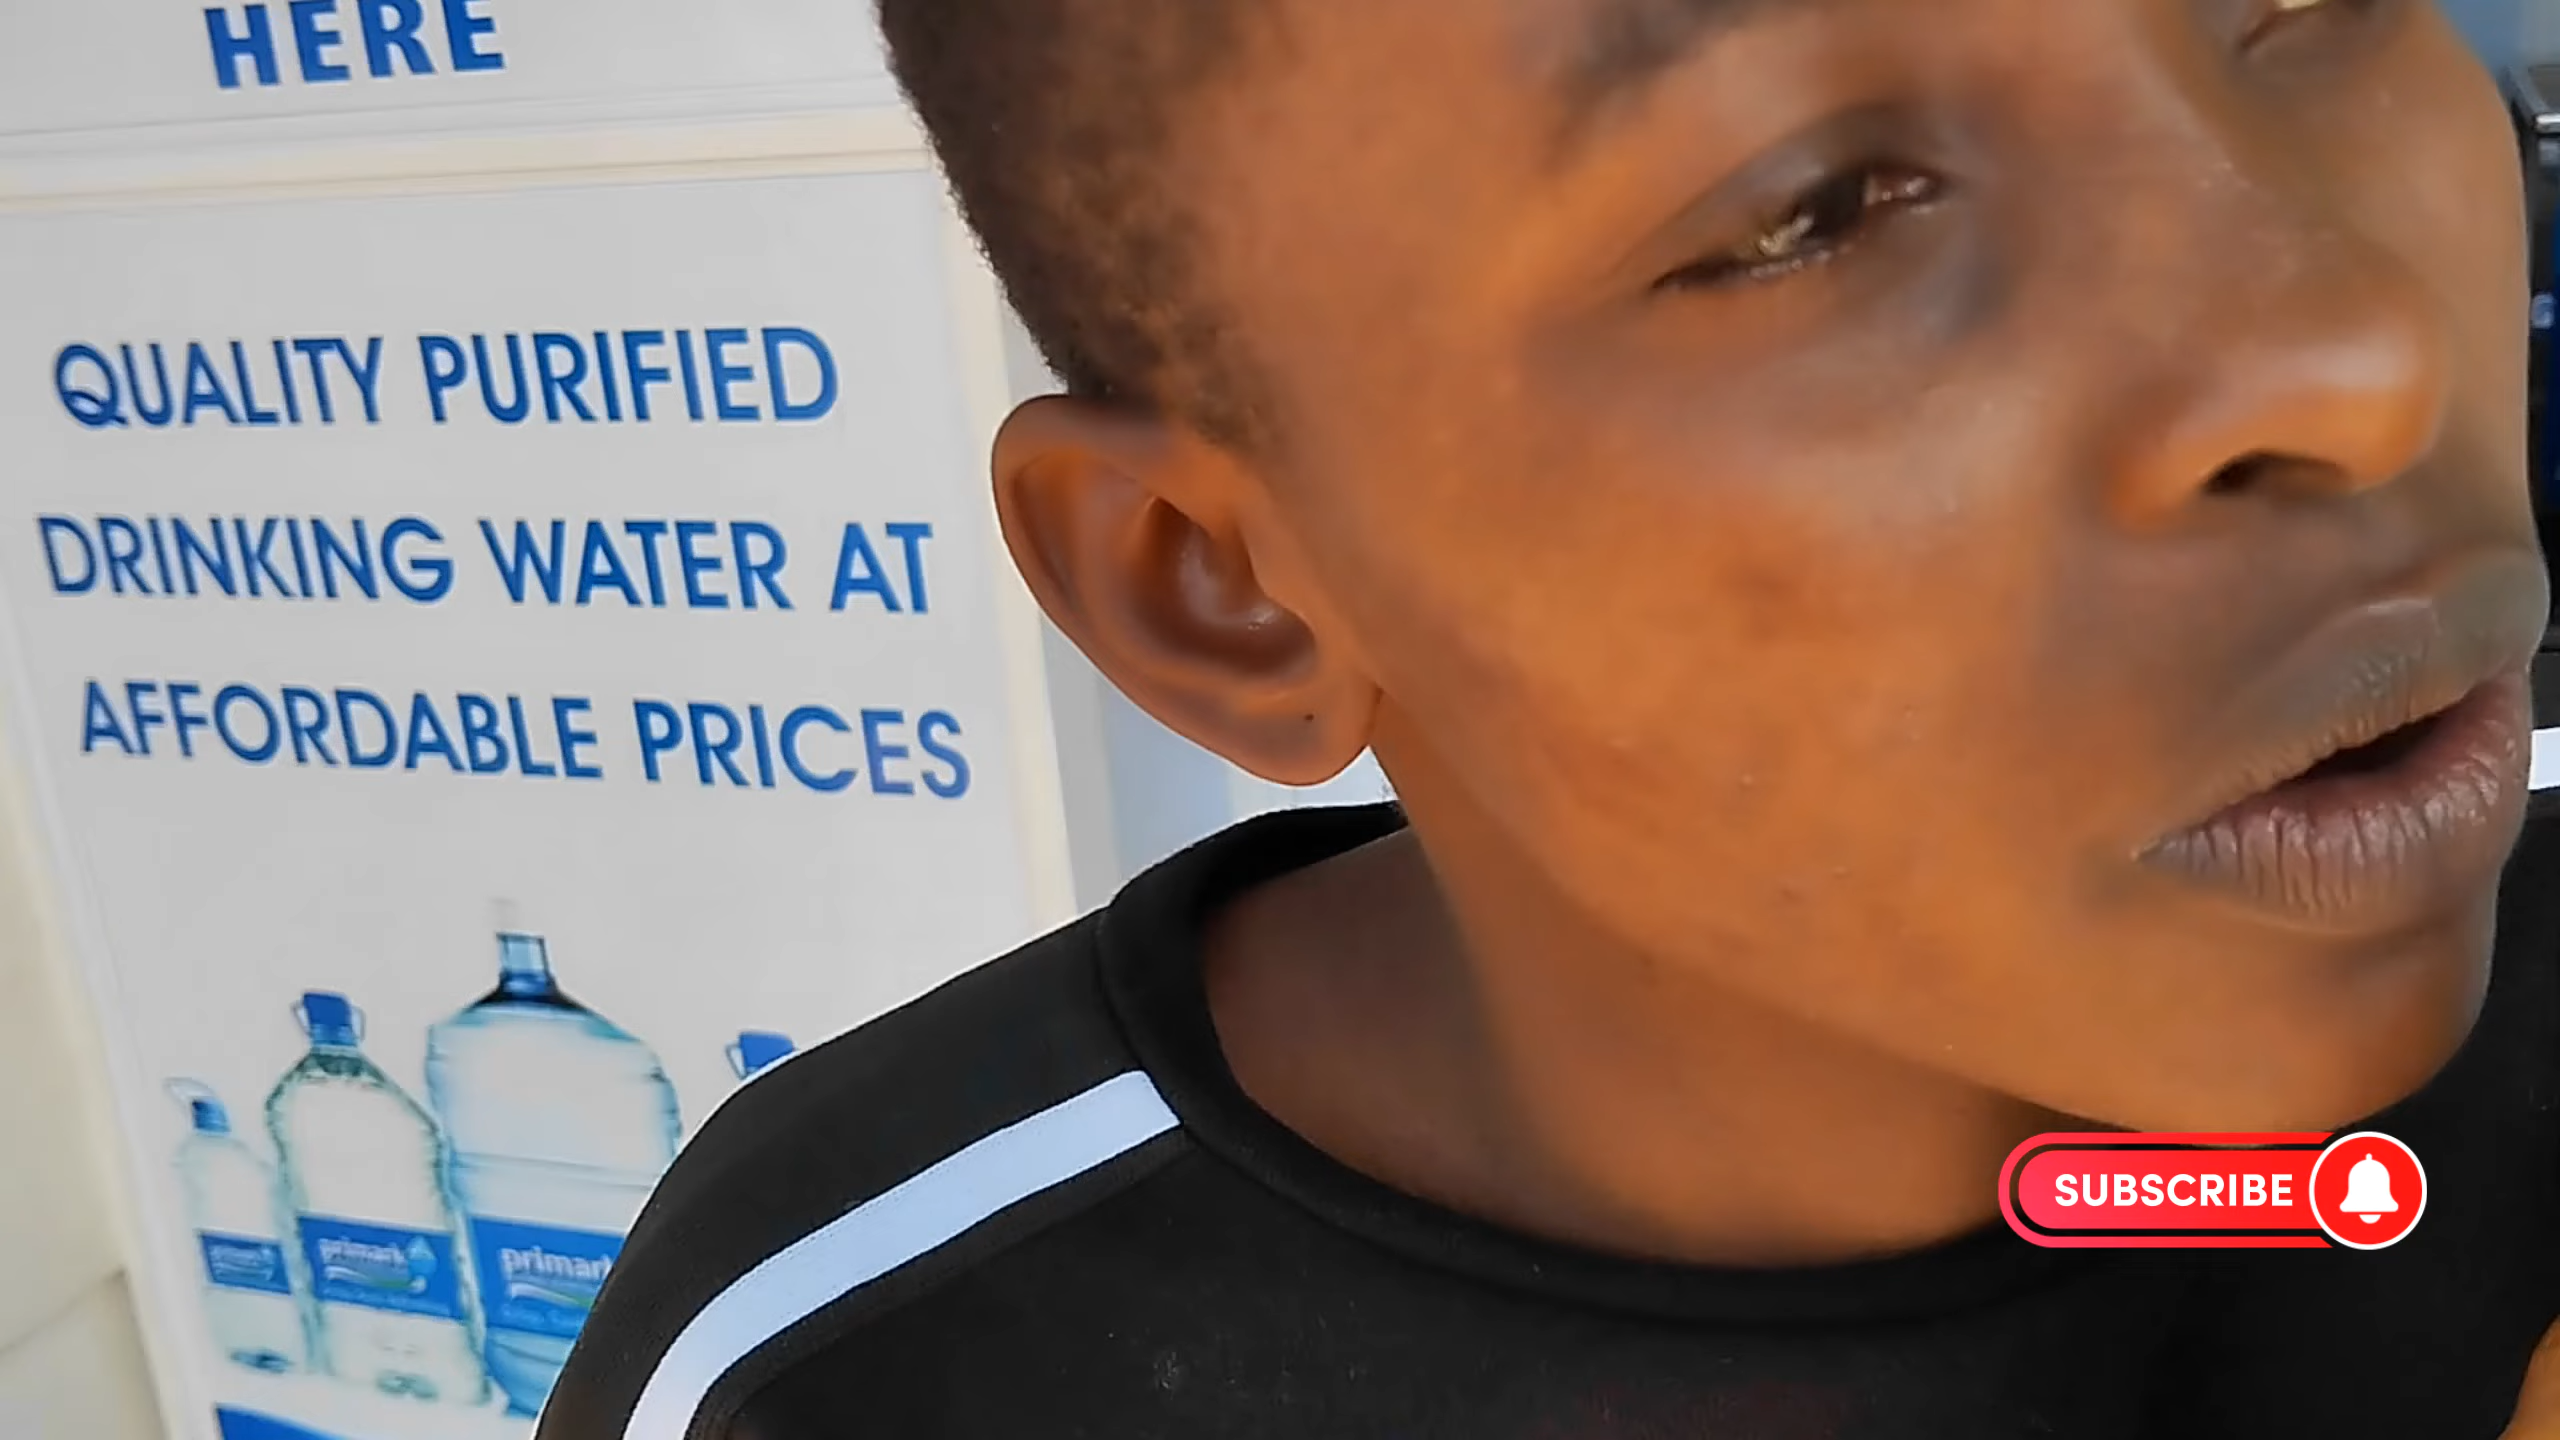 HERE
QUALITY PURIFIED
DRINKING WATER AT
AFFORDABLE PRICES
primark
primark
SUBSCRIBE